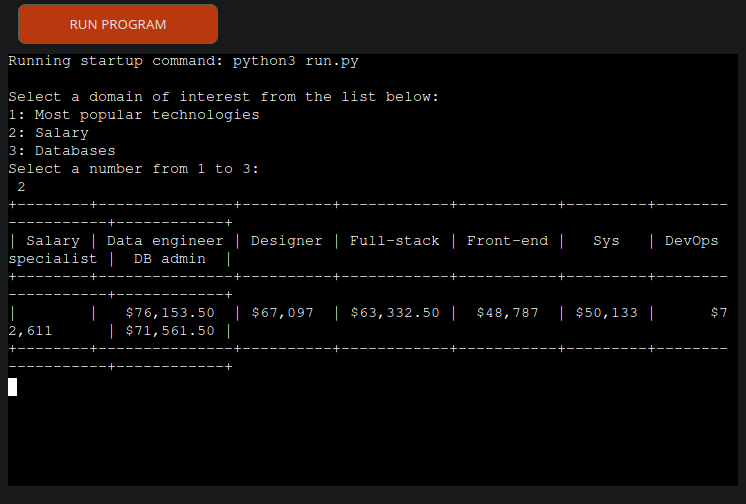 RUN PROGRAM
Running startup command: python3 run.py
Select a domain of interest from the list below:
1: Most popular technologies
2: Salary
3: Databases
Select a number from 1 to 3:
2
+--------+---------------+----------+------------+-----------+---------+--------
-----------+------------+
| Salary | Data engineer | Designer | Full-stack | Front-end |   Sys   | DevOps 
specialist |  DB admin  |
+--------+---------------+----------+------------+-----------+---------+--------
-----------+------------+
|        |   $76,153.50  | $67,097  | $63,332.50 |  $48,787  | $50,133 |      $7
2,611      | $71,561.50 |
+--------+---------------+----------+------------+-----------+---------+--------
-----------+------------+